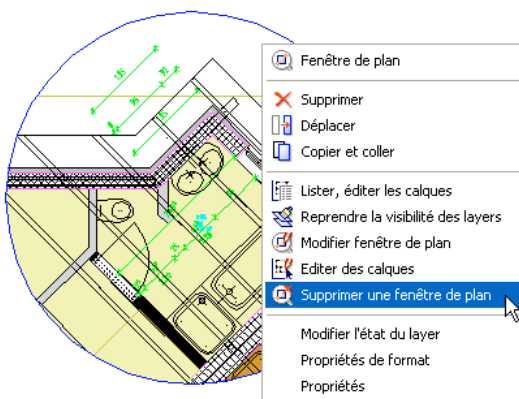 Fenêtre de plan
Supprimer
Déplacer
Copier et coller
Lister, éditer les calques
Reprendre la visibilité des layers
Modifier fenêtre de plan
Editer des calques
Supprimer une fenêtre de plan
Modifier l'état du layer
Propriétés de format
Propriétés